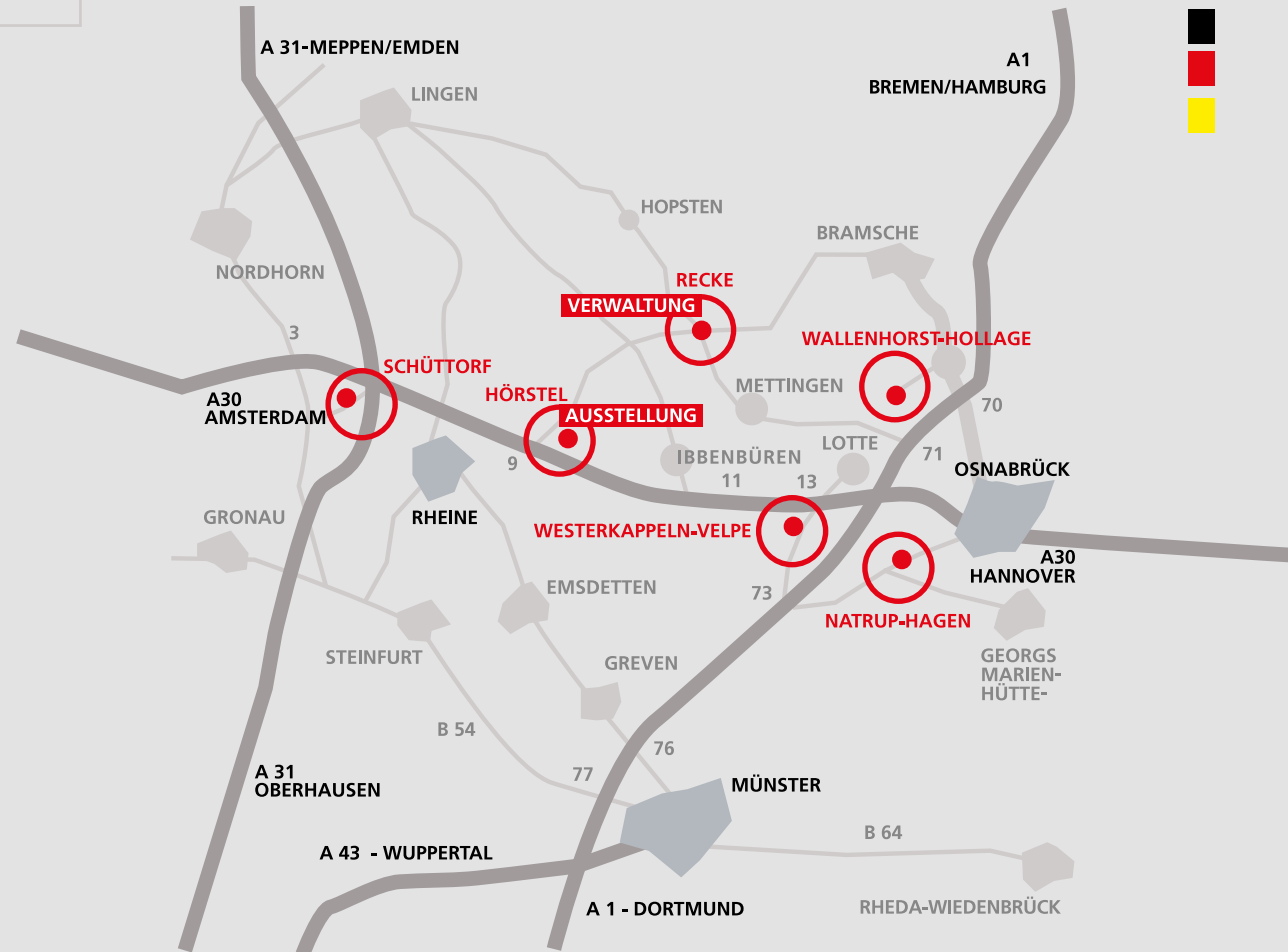 A 31-MEPPEN/EMDEN
A1
BREMEN/HAMBURG
LINGEN
HOPSTEN
BRAMSCHE
NORDHORN
RECKE
VERWALTUNG
3
WALLENHORST-HOLLAGE
SCHÜTTORF
HÖRSTEL
METTINGEN
A30
AMSTERDAM
AUSSTELLUNG
70
LOTTE
71
9
IBBENBÜREN
11
13
OSNABRÜCK
GRONAU
RHEINE
WESTERKAPPELN-VELPE
A30
HANNOVER
EMSDETTEN
73
NATRUP-HAGEN
STEINFURT
GREVEN
GEORGS
MARIEN-
HÜTTE-
B 54
76
77
A 31
OBERHAUSEN
MÜNSTER
B 64
A 43 - WUPPERTAL
A 1 - DORTMUND
RHEDA-WIEDENBRÜCK